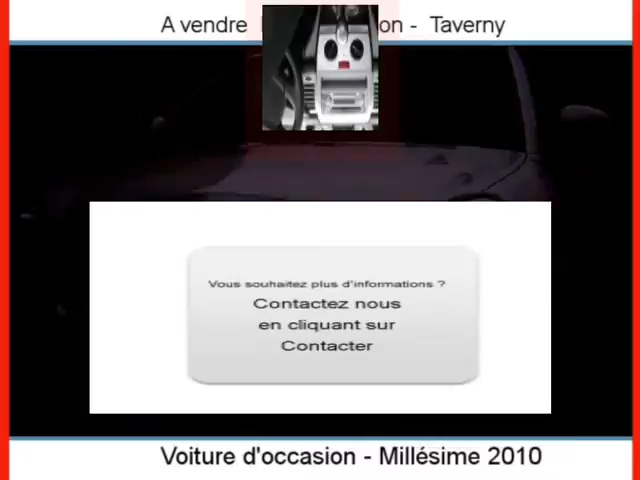 A vendre on - Taverny
Vous souhaitez plus d'informations ?
Contactez nous
en cliquant sur
Contacter
Voiture d'occasion - Millésime 2010